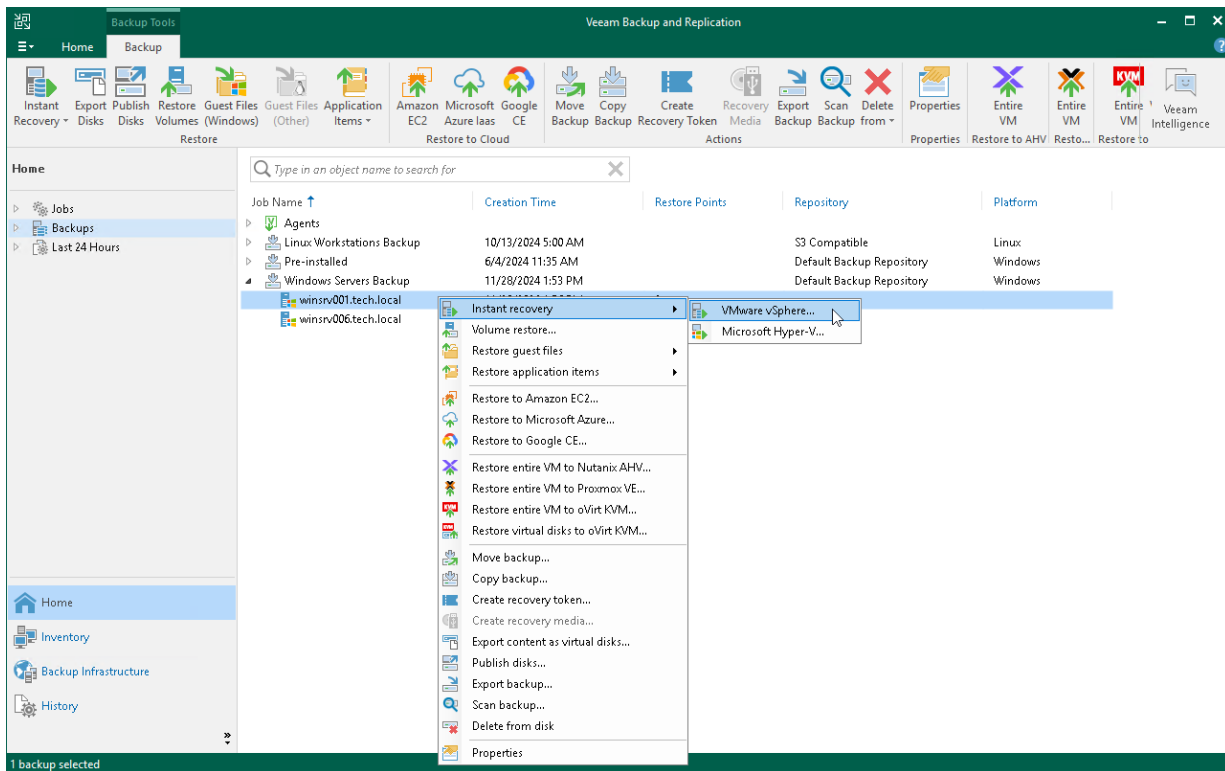 Backup Tools
Veeam Backup and Replication
Home Backup
Instant Recovery
Export Disks
Publish Disks
Restore Volumes
Guest Files (Windows)
Guest Files (Other)
Application Items
Amazon EC2
Microsoft Azure Iaas
Google CE
Move Backup
Copy Backup
Create Recovery Token
Recovery Media
Export Backup
Scan Backup
Delete from
Properties
Entire VM
Entire VM
Entire VM
Veeam Intelligence
Restore
Restore to Cloud
Actions
Properties
Restore to AHV
Resto...
Restore to
Home
Type in an object name to search for
Jobs
Backups
Last 24 Hours
Job Name Creation Time Restore Points Repository Platform
Agents
Linux Workstations Backup 10/13/2024 5:00 AM S3 Compatible Linux
Pre-installed 6/4/2024 11:35 AM Default Backup Repository Windows
Windows Servers Backup 11/28/2024 1:53 PM Default Backup Repository Windows
winsrv001.tech.local
winsrv006.tech.local
Instant recovery
VMware vSphere...
Microsoft Hyper-V...
Volume restore...
Restore guest files
Restore application items
Restore to Amazon EC2...
Restore to Microsoft Azure...
Restore to Google CE...
Restore entire VM to Nutanix AHV...
Restore entire VM to Proxmox VE...
Restore entire VM to oVirt KVM...
Restore virtual disks to oVirt KVM...
Move backup...
Copy backup...
Create recovery token...
Create recovery media...
Export content as virtual disks...
Publish disks...
Export backup...
Scan backup...
Delete from disk
Properties
Home
Inventory
Backup Infrastructure
History
1 backup selected